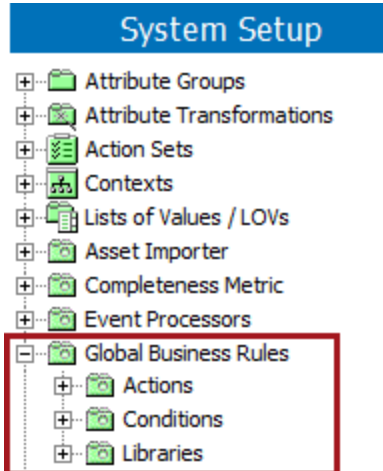 System Setup
Attribute Groups
Attribute Transformations
Action Sets
Contexts
Lists of Values / LOVs
Asset Importer
Completeness Metric
Event Processors
Global Business Rules
Actions
Conditions
Libraries